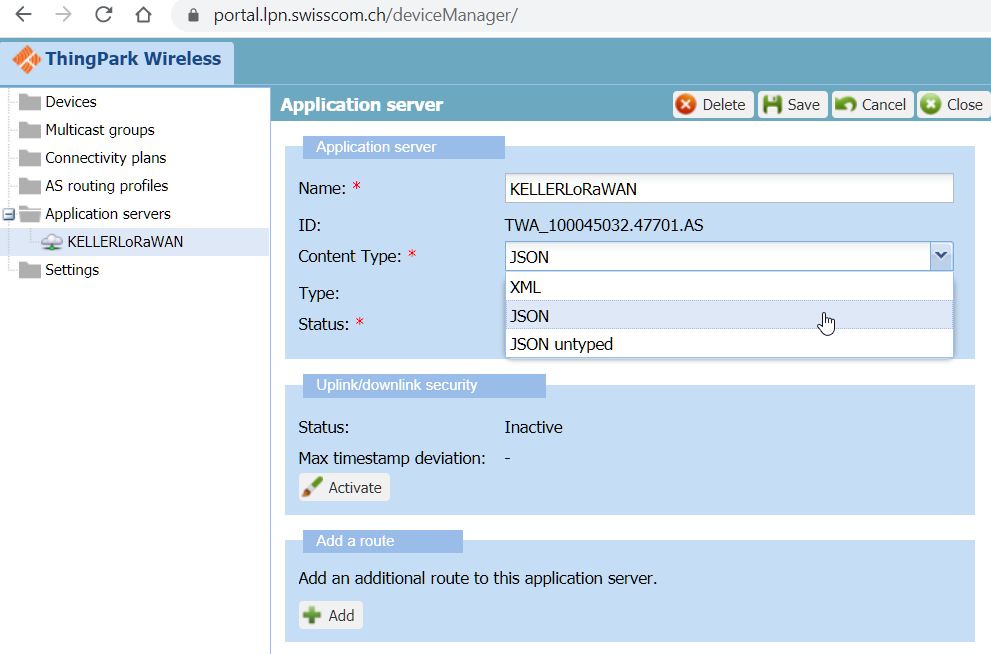 portal.lpn.swisscom.ch/deviceManager/
ThingPark Wireless
Devices
Multicast groups
Connectivity plans
AS routing profiles
Application servers
KELLERLoRaWAN
Settings
Application server
Delete
Save
Cancel
Close
Application server
Name: * KELLERLoRaWAN
ID: TWA_100045032.47701.AS
Content Type: * JSON
XML
Type:
JSON
Status: *
JSON untyped
Uplink/downlink security
Status: Inactive
Max timestamp deviation: -
Activate
Add a route
Add an additional route to this application server.
Add